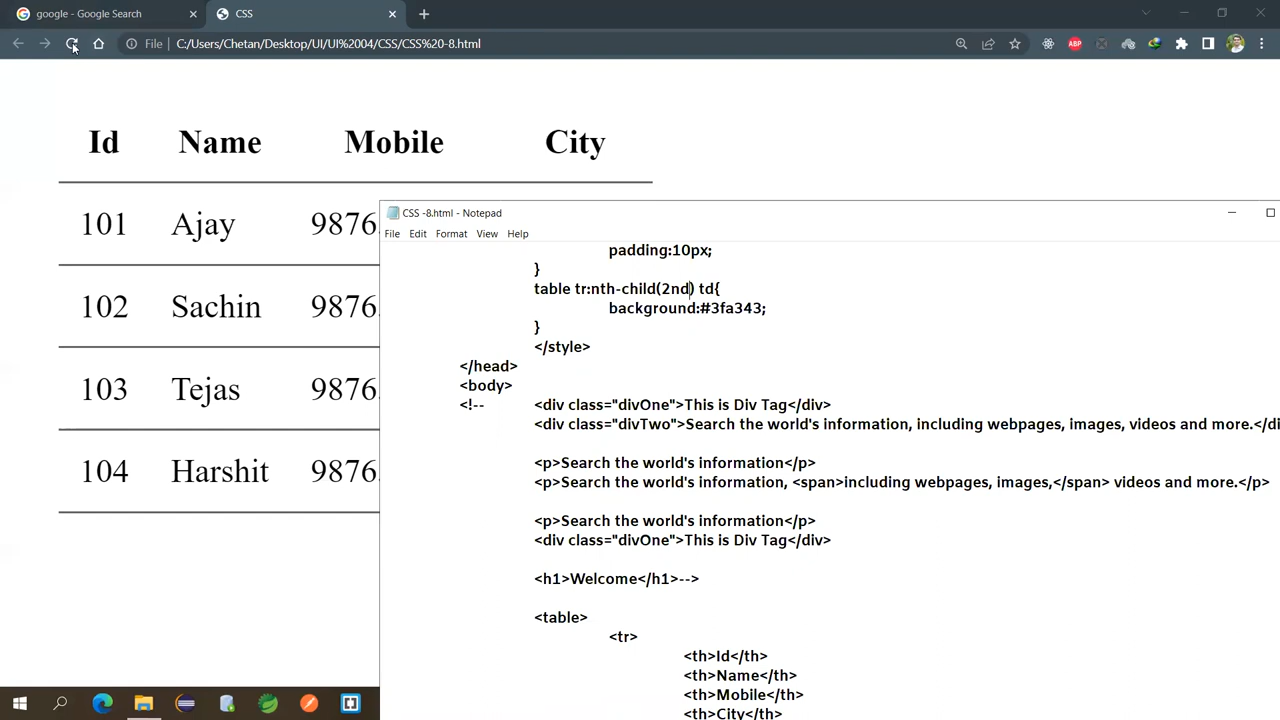 google - Google Search
CSS
File
C:/Users/Chetan/Desktop/UI/UI%2004/CSS/CSS%20-8.html
ABP
Id Name Mobile City
101 Ajay 9876
102 Sachin 9876
103 Tejas 9876
104 Harshit 9876
CSS -8.html - Notepad
File Edit Format View Help
padding:10px;
}
table tr:nth-child(2nd) td{
background:#3fa343;
}
</style>
</head>
<body>
<!-- <div class="divOne">This is Div Tag</div>
<div class="divTwo">Search the world's information, including webpages, images, videos and more.</di
<p>Search the world's information</p>
<p>Search the world's information, <span>including webpages, images,</span> videos and more.</p>
<p>Search the world's information</p>
<div class="divOne">This is Div Tag</div>
<h1>Welcome</h1>-->
<table>
<tr>
<th>Id</th>
<th>Name</th>
<th>Mobile</th>
<th>City</th>